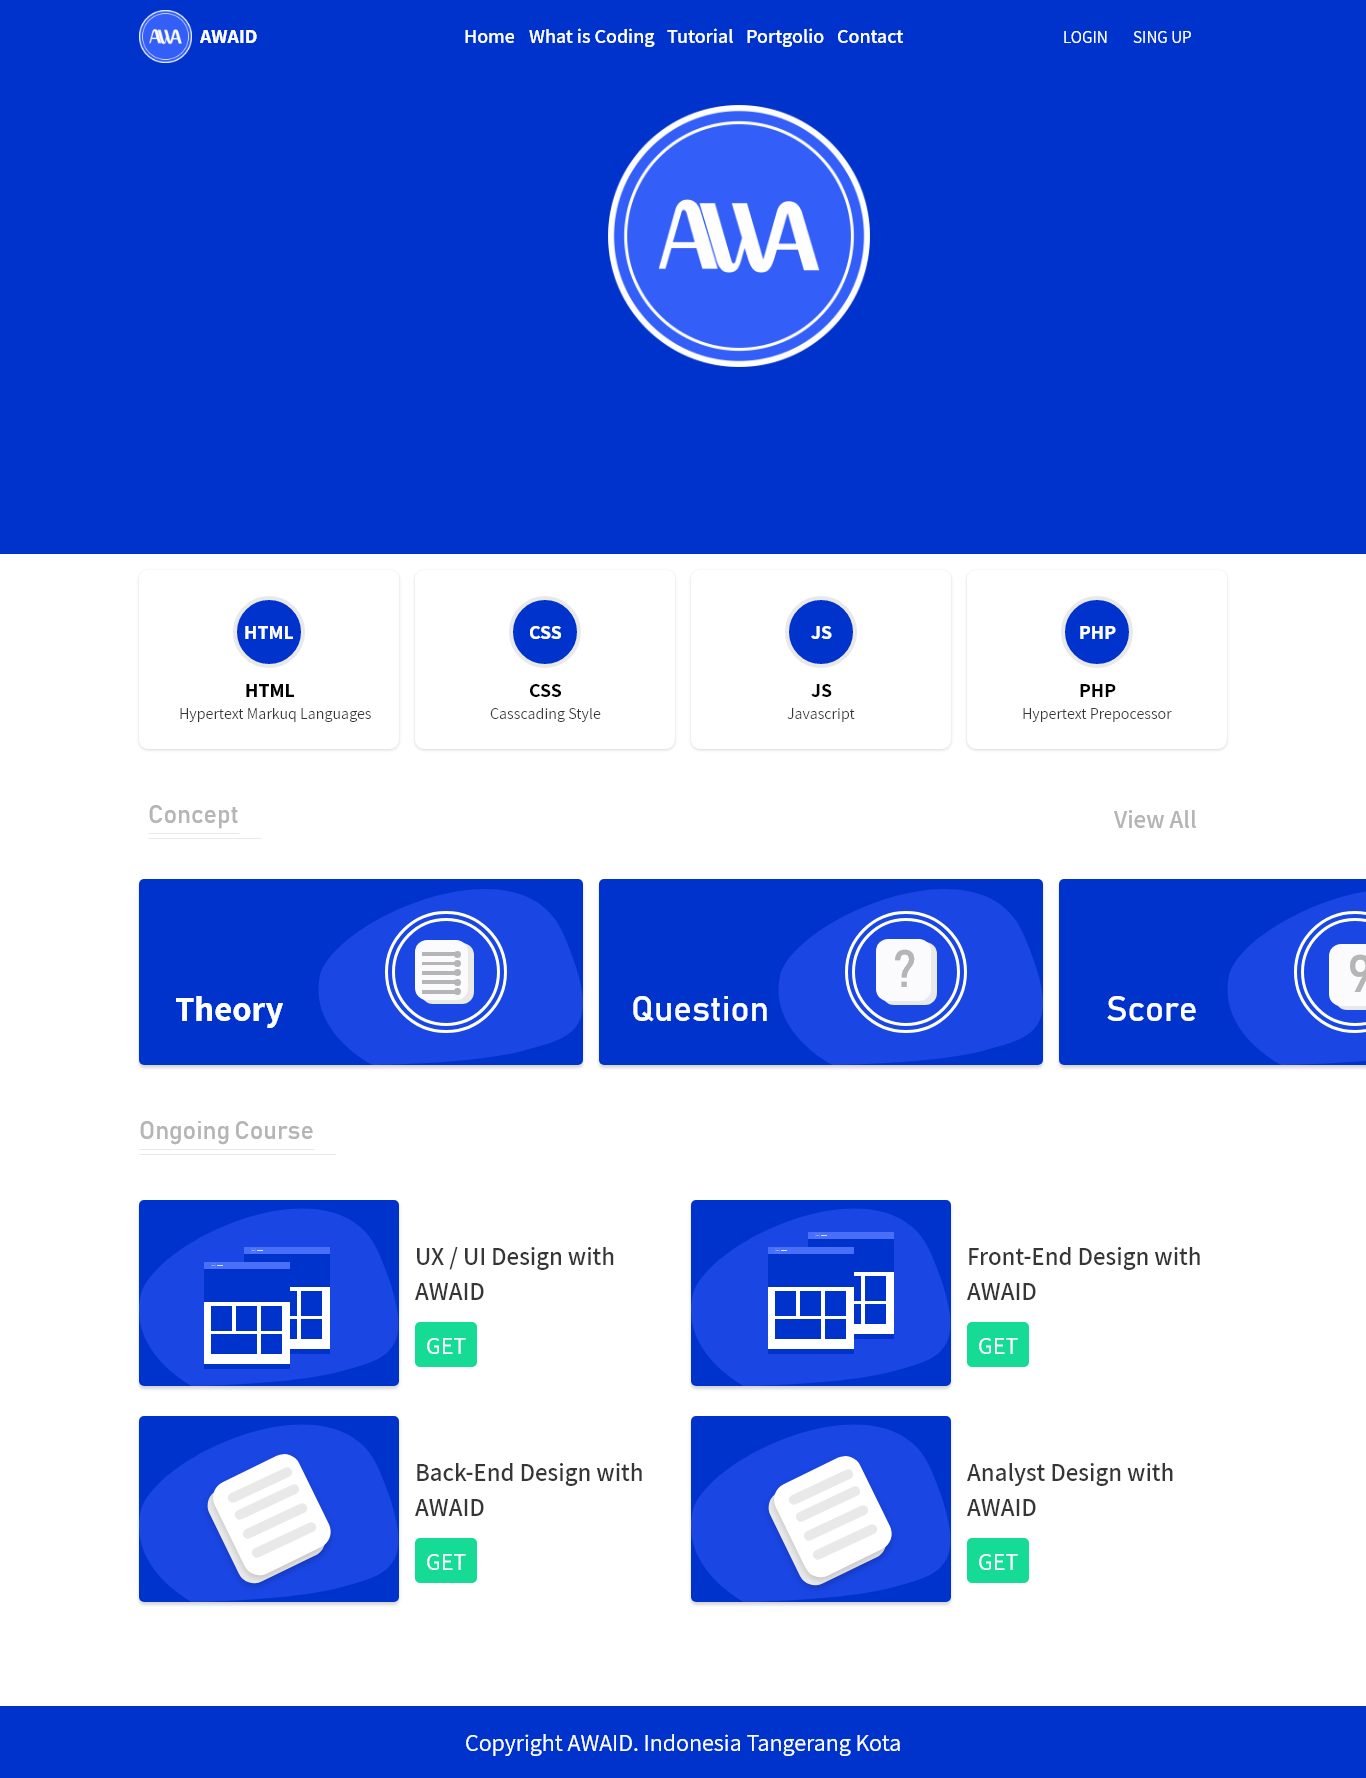 AWA AWAID Home What is Coding Tutorial Portgolio Contact LOGIN SING UP
AWA
HTML CSS JS PHP
HTML CSS JS PHP
Hypertext Markuq Languages Casscading Style Javascript Hypertext Prepocessor
Concept View All
Theory ? Question Score 9
Ongoing Course
UX / UI Design with
AWAID
GET
Front-End Design with
AWAID
GET
Back-End Design with
AWAID
GET
Analyst Design with
AWAID
GET
Copyright AWAID. Indonesia Tangerang Kota